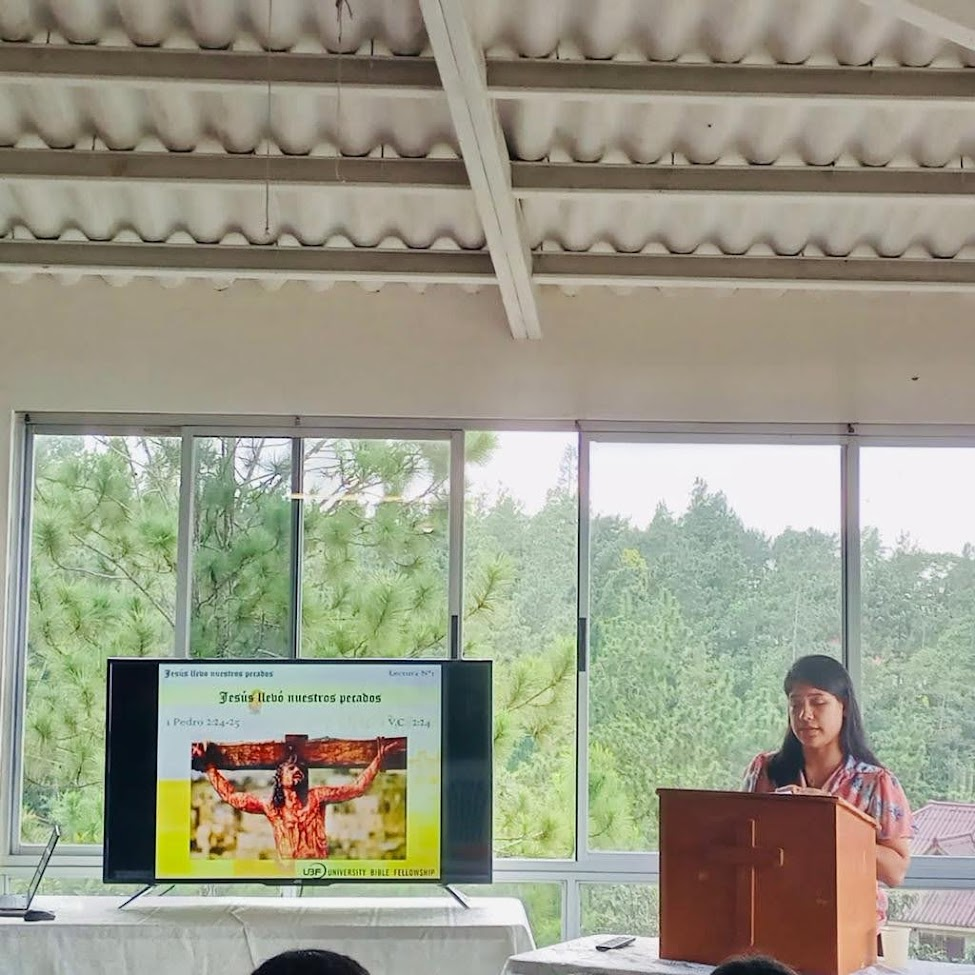 Jesús llevo nuestros pecados
Lectura N°1
Jesús llevó nuestros pecados
1 Pedro 2:24-25
V.C. 2:24
UBF UNIVERSITY BIBLE FELLOWSHIP